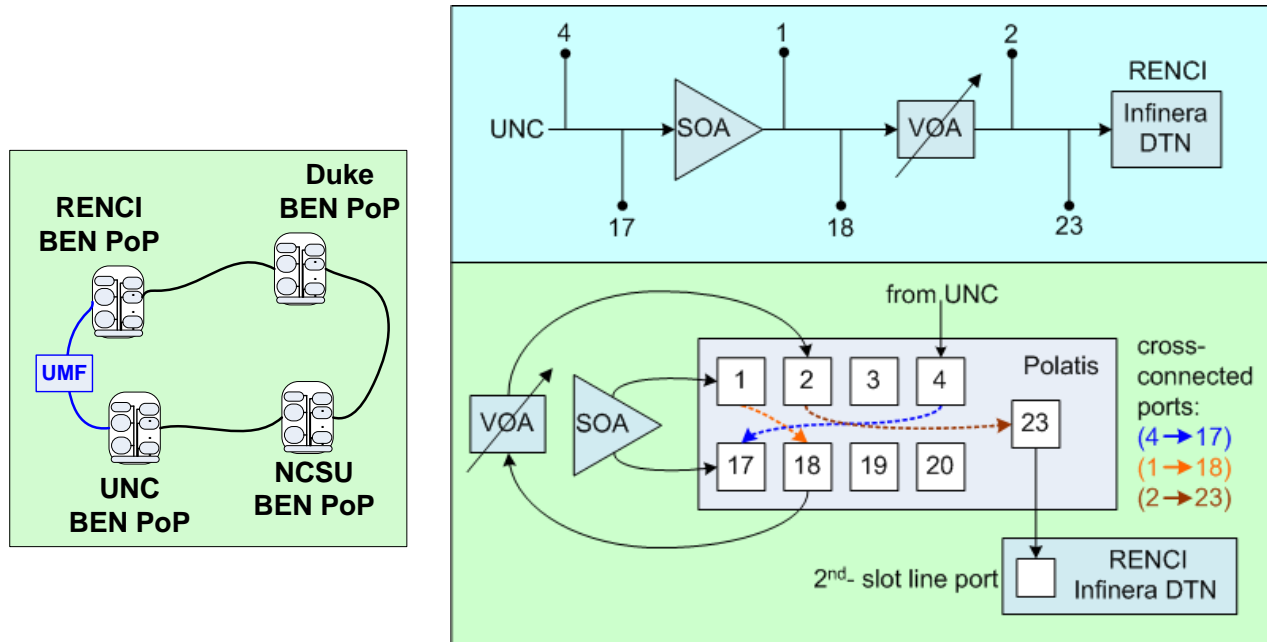 Duke
BEN PoP
RENCI
BEN PoP
UMF
UNC
BEN PoP
NCSU
BEN PoP
4
1
2
RENCI
UNC
SOA
VOA
Infinera
DTN
17
18
23
from UNC
Polatis
1
2
3
4
VOA
SOA
23
17
18
19
20
cross-
connected
ports:
(4→17)
(1→18)
(2→23)
2nd- slot line port
RENCI
Infinera DTN